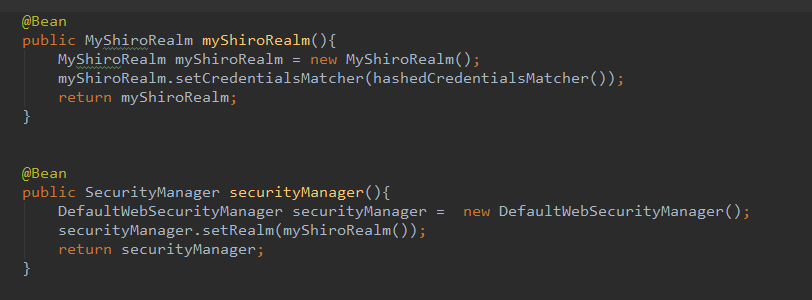 @Bean
public MyShiroRealm myShiroRealm(){
    MyShiroRealm myShiroRealm = new MyShiroRealm();
    myShiroRealm.setCredentialsMatcher(hashedCredentialsMatcher());
    return myShiroRealm;
}
@Bean
public SecurityManager securityManager(){
    DefaultWebSecurityManager securityManager =  new DefaultWebSecurityManager();
    securityManager.setRealm(myShiroRealm());
    return securityManager;
}